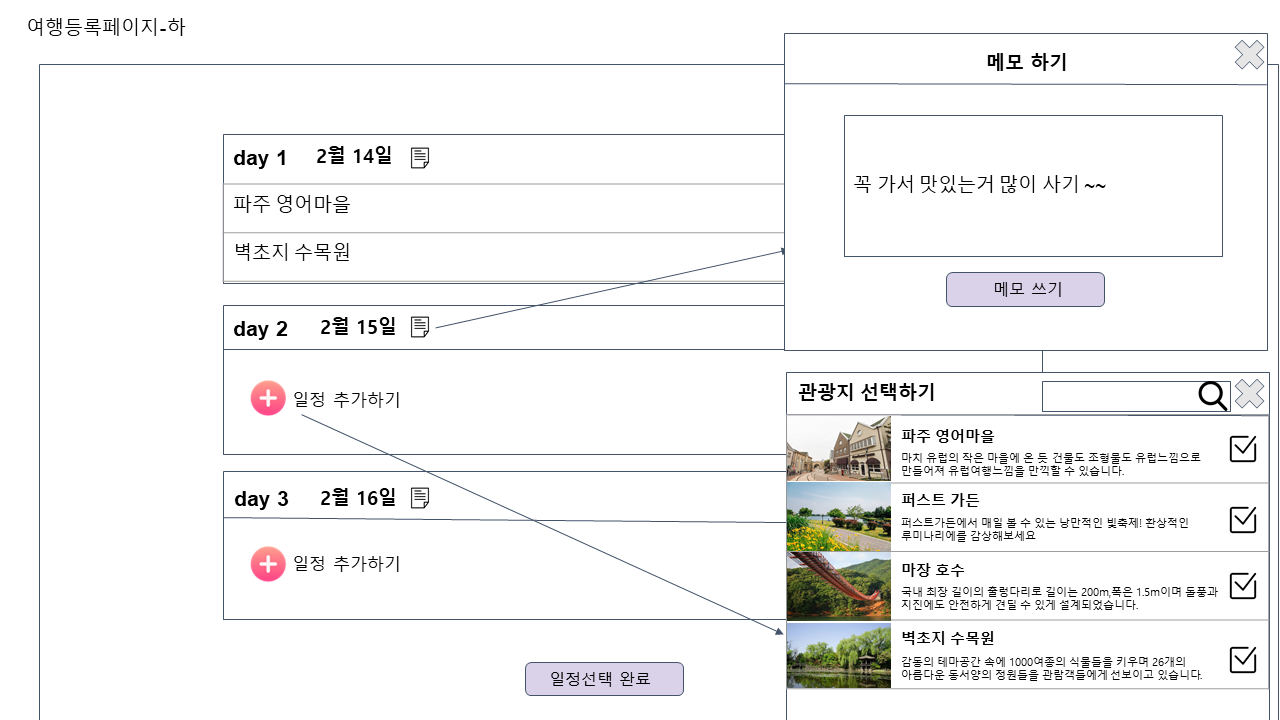 여행등록페이지-하
day 1 2월 14일
파주 영어마을
벽초지 수목원
day 2 2월 15일
일정 추가하기
day 3 2월 16일
일정 추가하기
일정선택 완료
메모 하기
꼭 가서 맛있는거 많이 사기 ~~
메모 쓰기
관광지 선택하기
파주 영어마을
마치 유럽의 작은 마을에 온 듯 건물도 조형물도 유럽느낌으로
만들어져 유럽여행느낌을 만끽할 수 있습니다.
퍼스트 가든
퍼스트가든에서 매일 볼 수 있는 낭만적인 빛축제! 환상적인
루미나리에를 감상해보세요
마장 호수
국내 최장 길이의 출렁다리로 길이는 200m,폭은 1.5m이며 돌풍과
지진에도 안전하게 견딜 수 있게 설계되었습니다.
벽초지 수목원
감동의 테마공간 속에 1000여종의 식물들을 키우며 26개의
아름다운 동서양의 정원들을 관람객들에게 선보이고 있습니다.